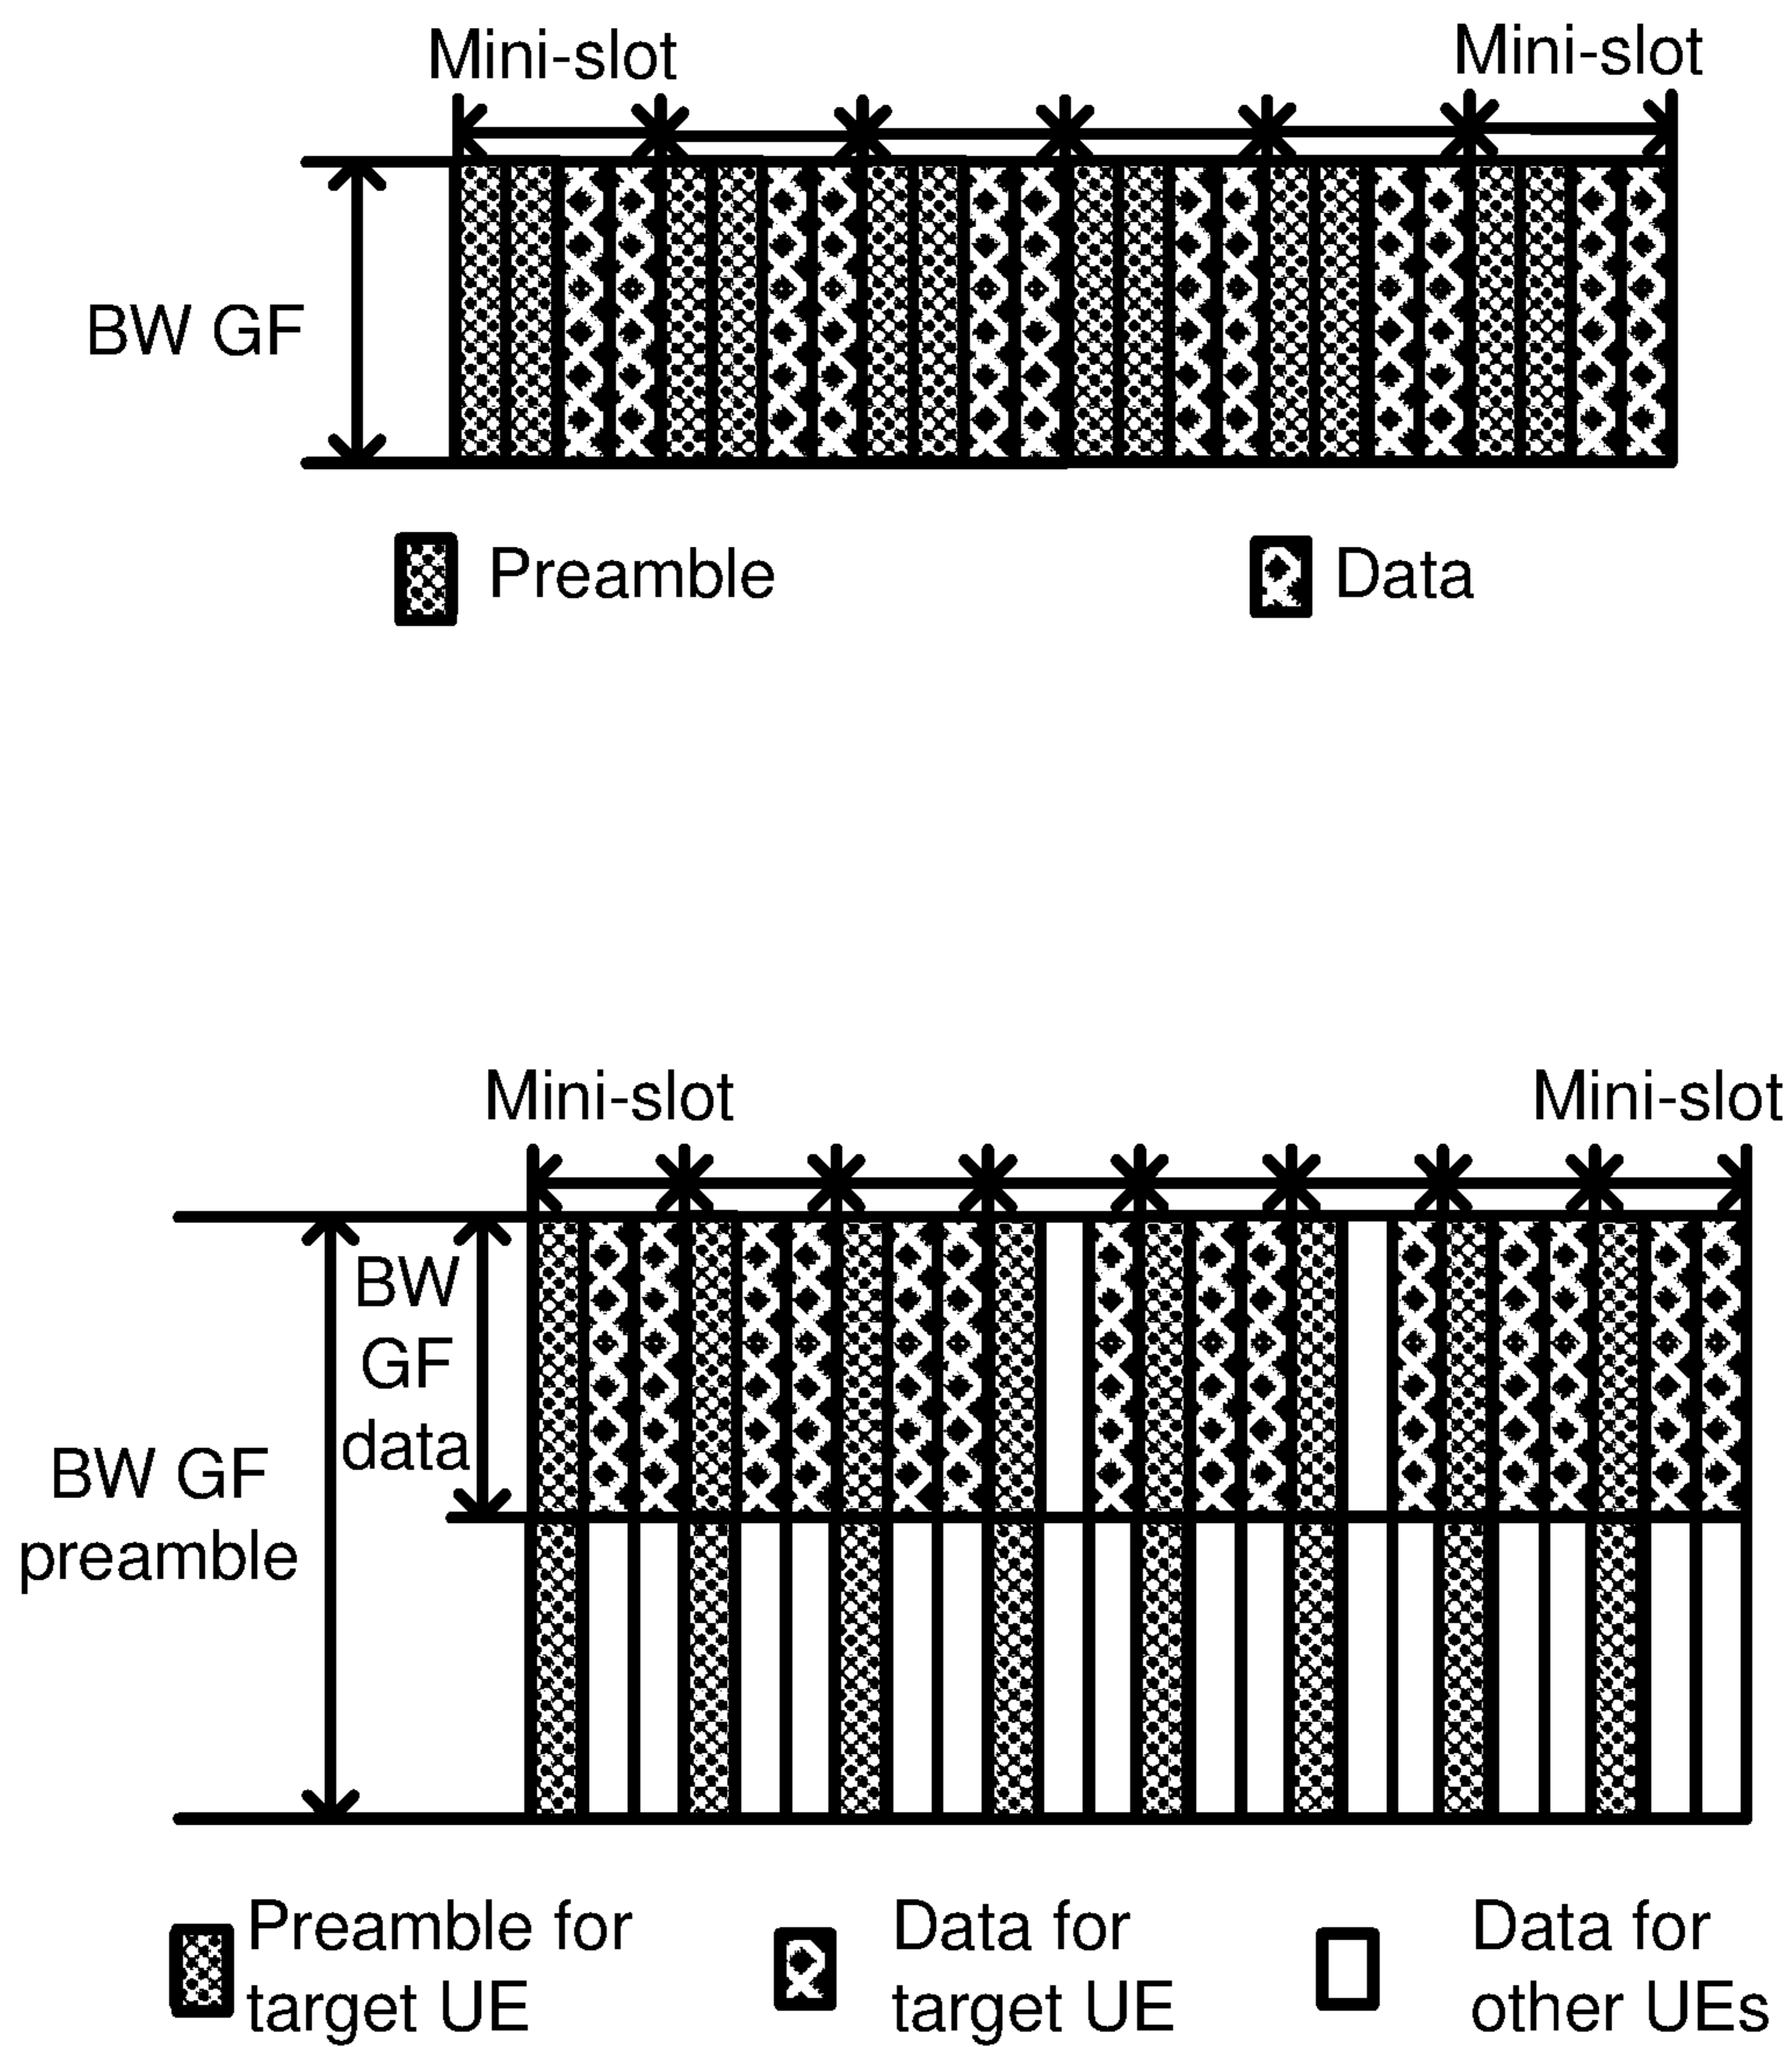 Mini-slot
Mini-slot
BW GF
Preamble
Data
Mini-slot
Mini-slot
BW
GF
data
BW GF
preamble
Preamble for
target UE
Data for
target UE
Data for
other UEs